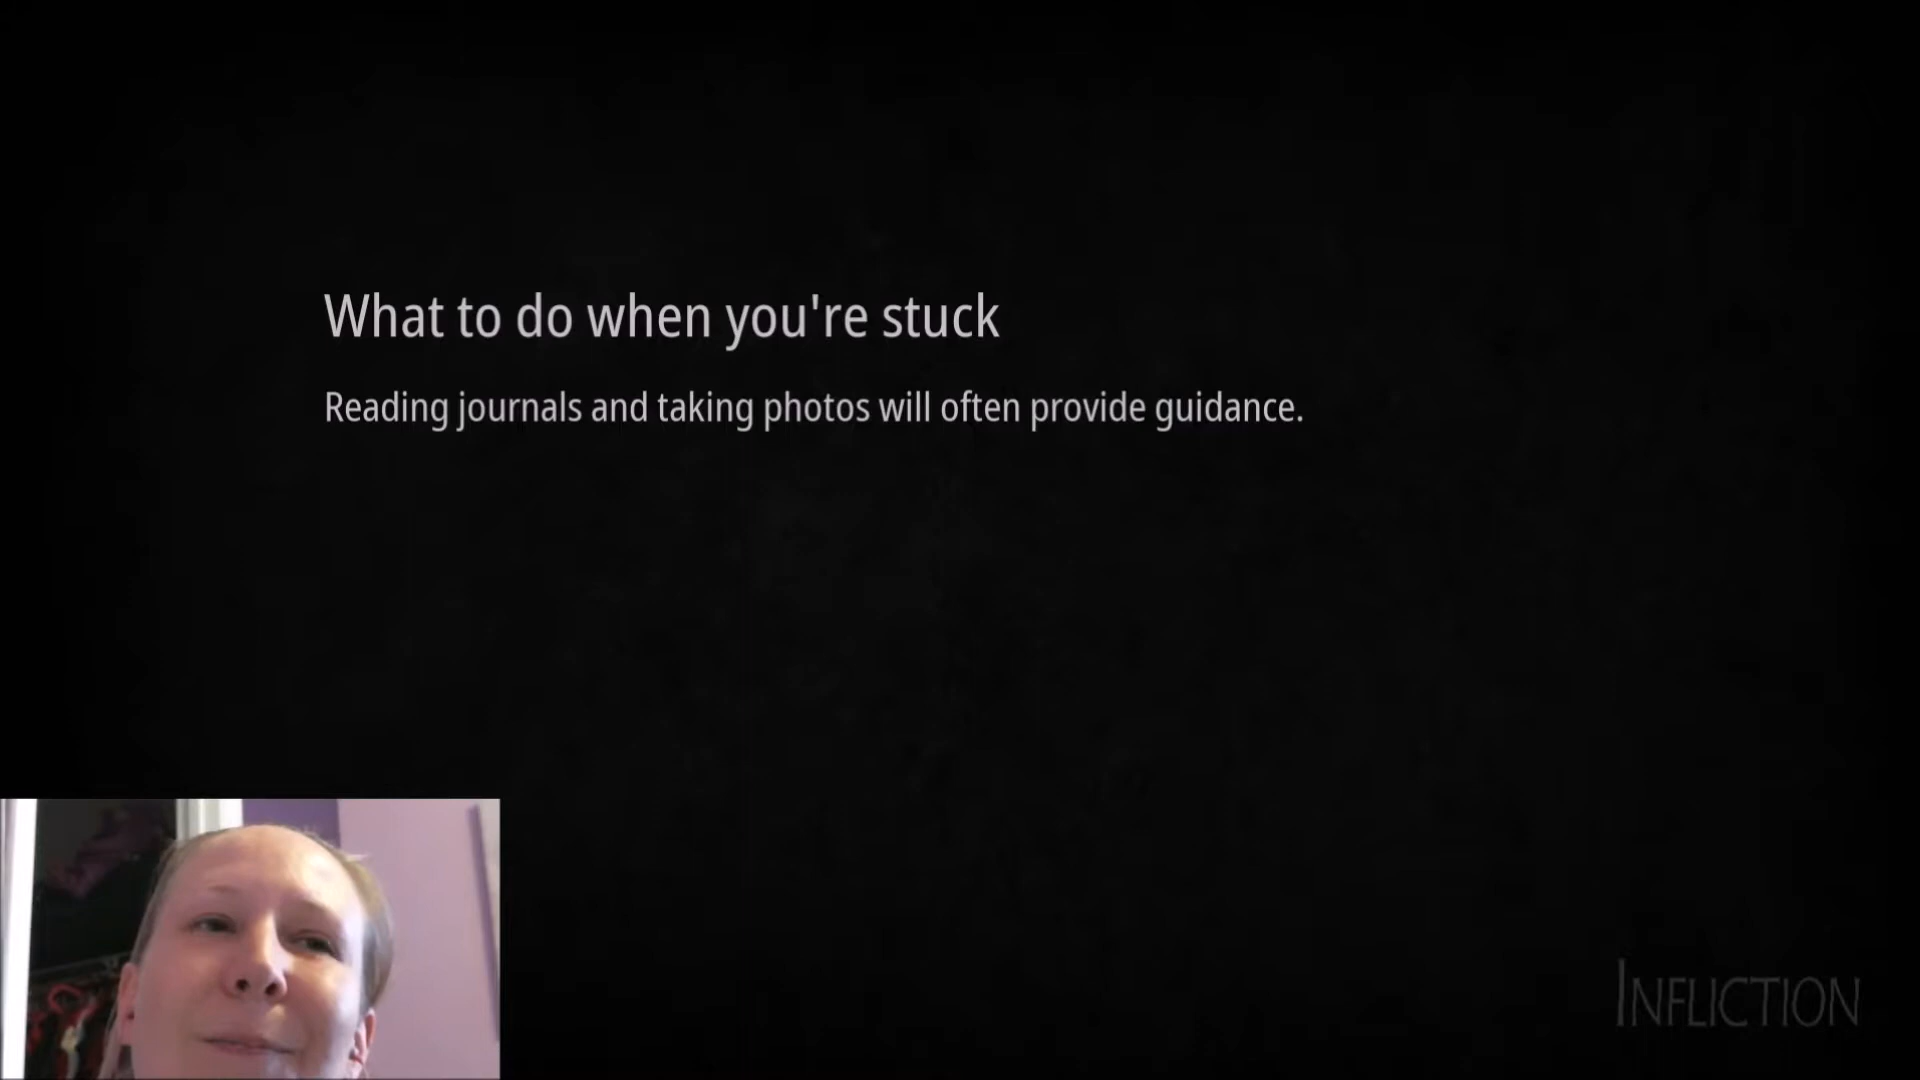 What to do when you're stuck
Reading journals and taking photos will often provide guidance.
INFLICTION